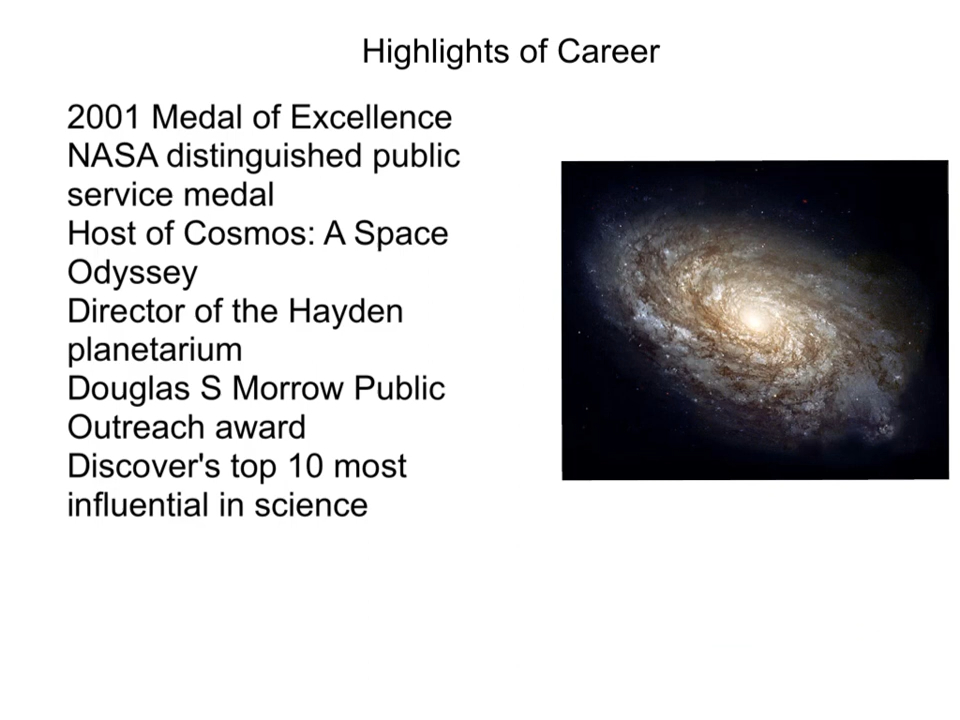 Highlights of Career
2001 Medal of Excellence
NASA distinguished public
service medal
Host of Cosmos: A Space
Odyssey
Director of the Hayden
planetarium
Douglas S Morrow Public
Outreach award
Discover's top 10 most
influential in science